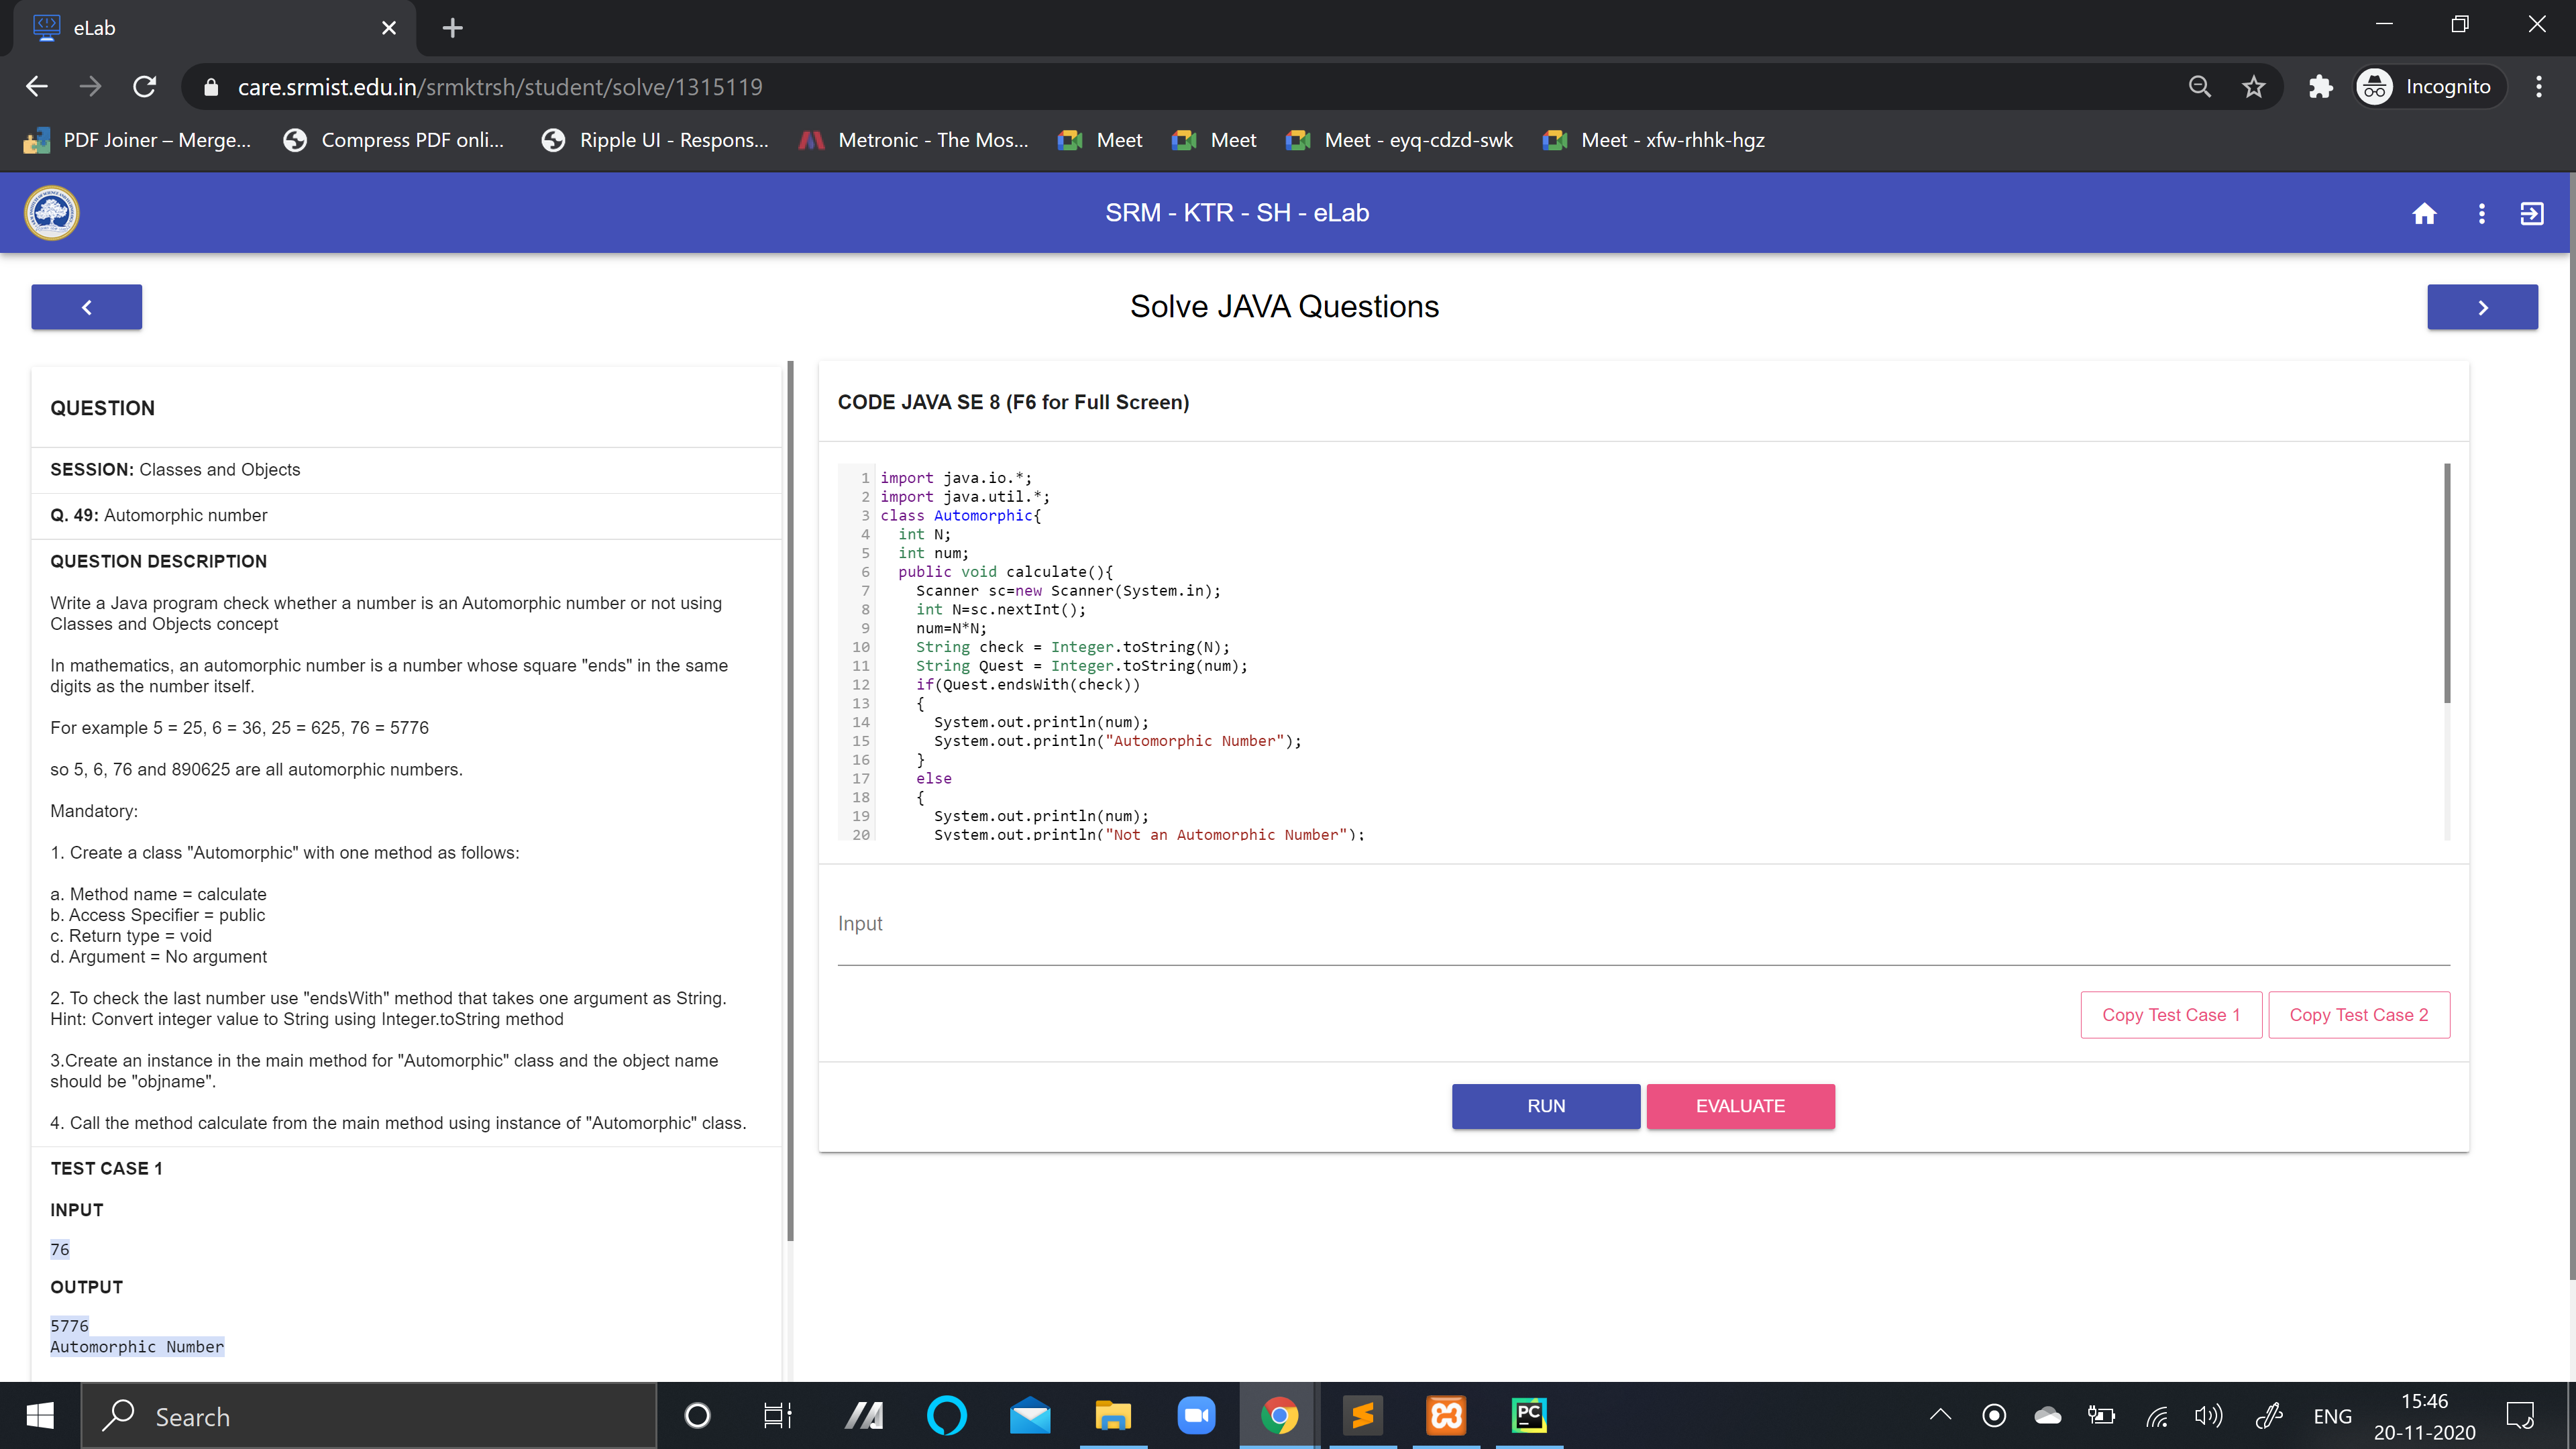 eLab
care.srmist.edu.in/srmktrsh/student/solve/1315119
Incognito
PDF Joiner – Merge...
Compress PDF onli...
Ripple UI - Respons...
Metronic - The Mos...
Meet
Meet
Meet - eyq-cdzd-swk
Meet - xfw-rhhk-hgz
SRM - KTR - SH - eLab
Solve JAVA Questions
QUESTION
SESSION: Classes and Objects
Q. 49: Automorphic number
QUESTION DESCRIPTION
Write a Java program check whether a number is an Automorphic number or not using
Classes and Objects concept
In mathematics, an automorphic number is a number whose square "ends" in the same
digits as the number itself.
For example 5 = 25, 6 = 36, 25 = 625, 76 = 5776
so 5, 6, 76 and 890625 are all automorphic numbers.
Mandatory:
1. Create a class "Automorphic" with one method as follows:
a. Method name = calculate
b. Access Specifier = public
c. Return type = void
d. Argument = No argument
2. To check the last number use "endsWith" method that takes one argument as String.
Hint: Convert integer value to String using Integer.toString method
3.Create an instance in the main method for "Automorphic" class and the object name
should be "objname".
4. Call the method calculate from the main method using instance of "Automorphic" class.
TEST CASE 1
INPUT
76
OUTPUT
5776
Automorphic Number
CODE JAVA SE 8 (F6 for Full Screen)
1 import java.io.*;
2 import java.util.*;
3 class Automorphic{
4 int N;
5 int num;
6 public void calculate(){
7 Scanner sc=new Scanner(System.in);
8 int N=sc.nextInt();
9 num=N*N;
10 String check = Integer.toString(N);
11 String Quest = Integer.toString(num);
12 if(Quest.endsWith(check))
13 {
14 System.out.println(num);
15 System.out.println("Automorphic Number");
16 }
17 else
18 {
19 System.out.println(num);
20 System.out.println("Not an Automorphic Number");
Input
Copy Test Case 1
Copy Test Case 2
RUN
EVALUATE
Search
PC
ENG
15:46
20-11-2020